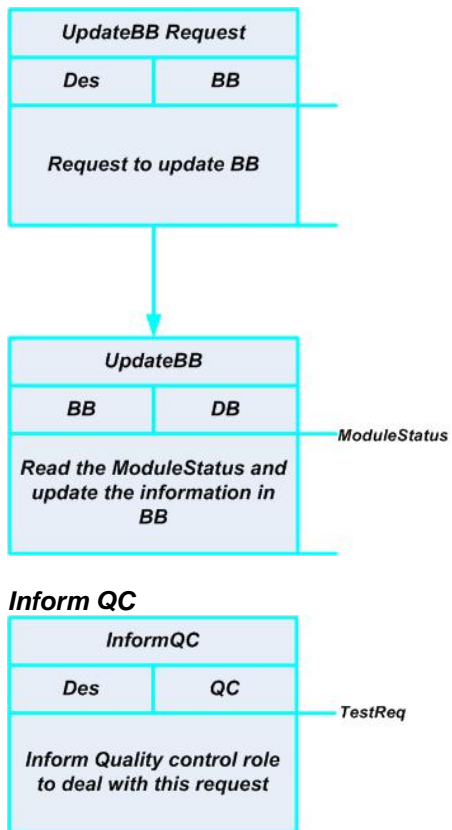 UpdateBB Request
Des BB
Request to update BB
UpdateBB
BB DB
ModuleStatus
Read the ModuleStatus and
update the information in
BB
Inform QC
InformQC
Des QC
TestReq
Inform Quality control role
to deal with this request